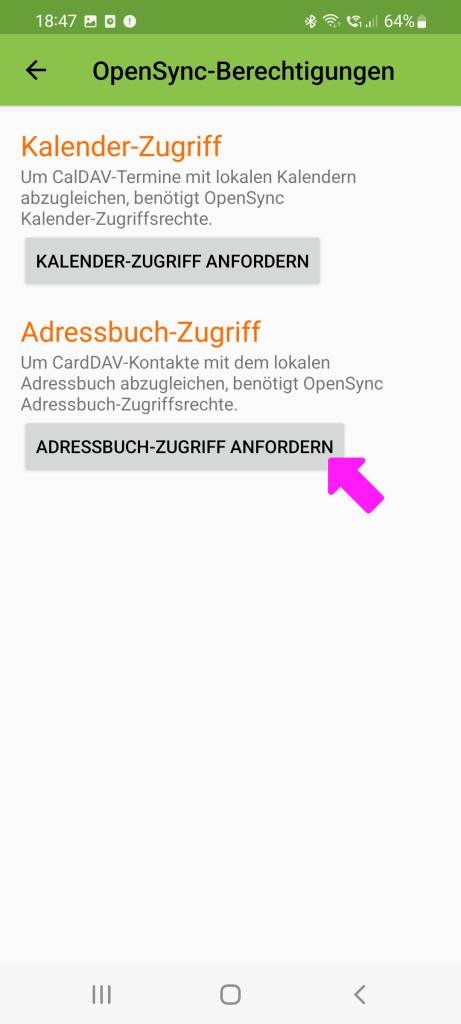 18:47 64%
OpenSync-Berechtigungen
Kalender-Zugriff
Um CalDAV-Termine mit lokalen Kalendern
abzugleichen, benötigt OpenSync
Kalender-Zugriffsrechte.
KALENDER-ZUGRIFF ANFORDERN
Adressbuch-Zugriff
Um CardDAV-Kontakte mit dem lokalen
Adressbuch abzugleichen, benötigt OpenSync
Adressbuch-Zugriffsrechte.
ADRESSBUCH-ZUGRIFF ANFORDERN